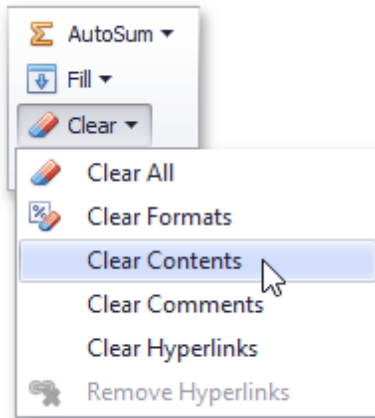 AutoSum
Fill
Clear
Clear All
Clear Formats
Clear Contents
Clear Comments
Clear Hyperlinks
Remove Hyperlinks